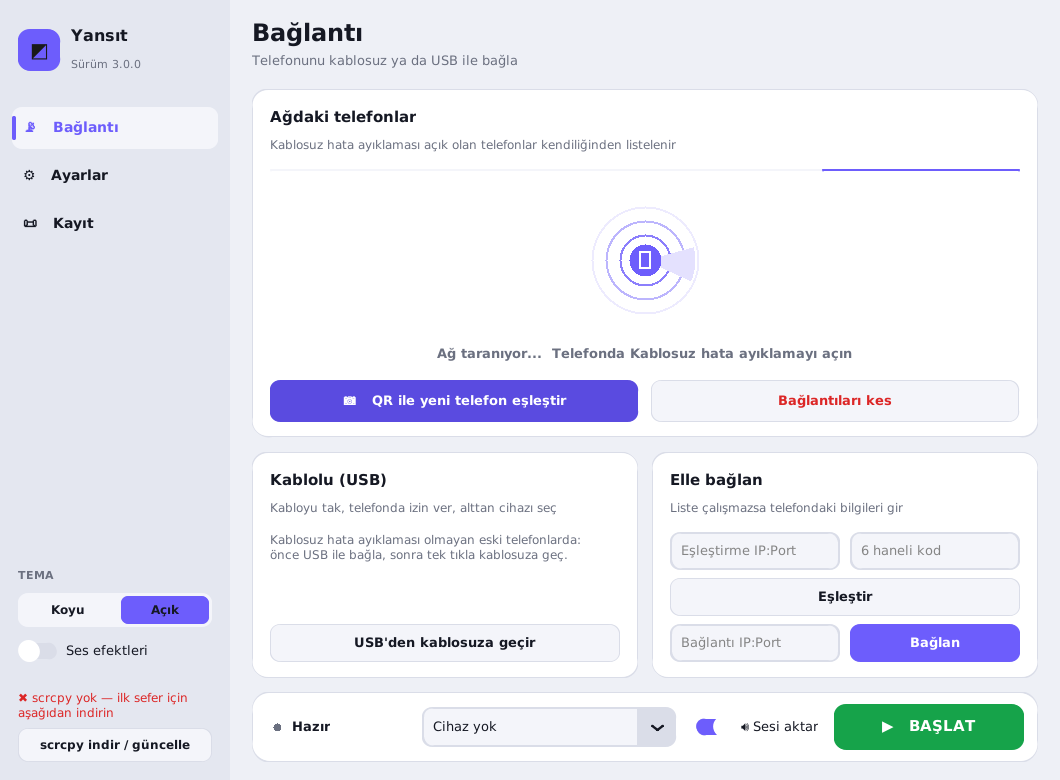 Yansıt
Sürüm 3.0.0
Bağlantı
Ayarlar
Kayıt
TEMA
Koyu
Açık
Ses efektleri
✖ scrcpy yok — ilk sefer için
aşağıdan indirin
scrcpy indir / güncelle
Bağlantı
Telefonunu kablosuz ya da USB ile bağla
Ağdaki telefonlar
Kablosuz hata ayıklaması açık olan telefonlar kendiliğinden listelenir
Ağ taranıyor... Telefonda Kablosuz hata ayıklamayı açın
QR ile yeni telefon eşleştir
Bağlantıları kes
Kablolu (USB)
Kabloyu tak, telefonda izin ver, alttan cihazı seç
Kablosuz hata ayıklaması olmayan eski telefonlarda:
önce USB ile bağla, sonra tek tıkla kablosuza geç.
USB'den kablosuza geçir
Elle bağlan
Liste çalışmazsa telefondaki bilgileri gir
Eşleştirme IP:Port
6 haneli kod
Eşleştir
Bağlantı IP:Port
Bağlan
Hazır
Cihaz yok
Sesi aktar
BAŞLAT